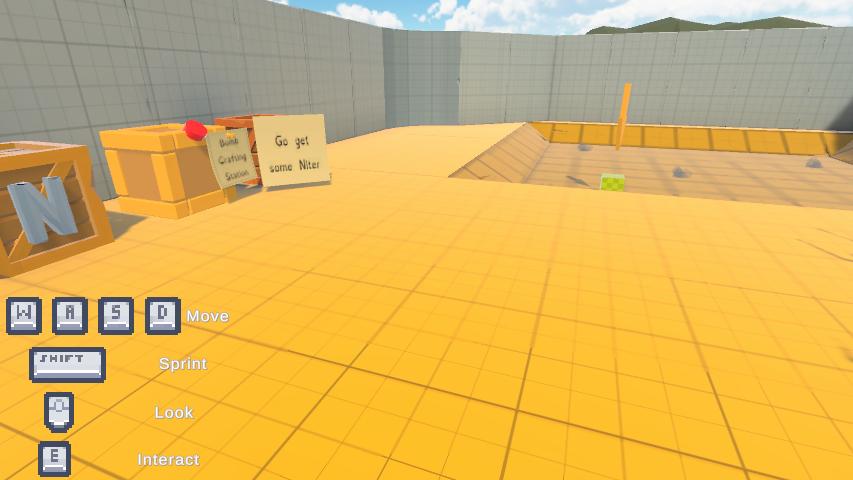 Bomb
Crafting
Station
Go get
some Niter
N
W A S D Move
SHIFT Sprint
Look
E Interact